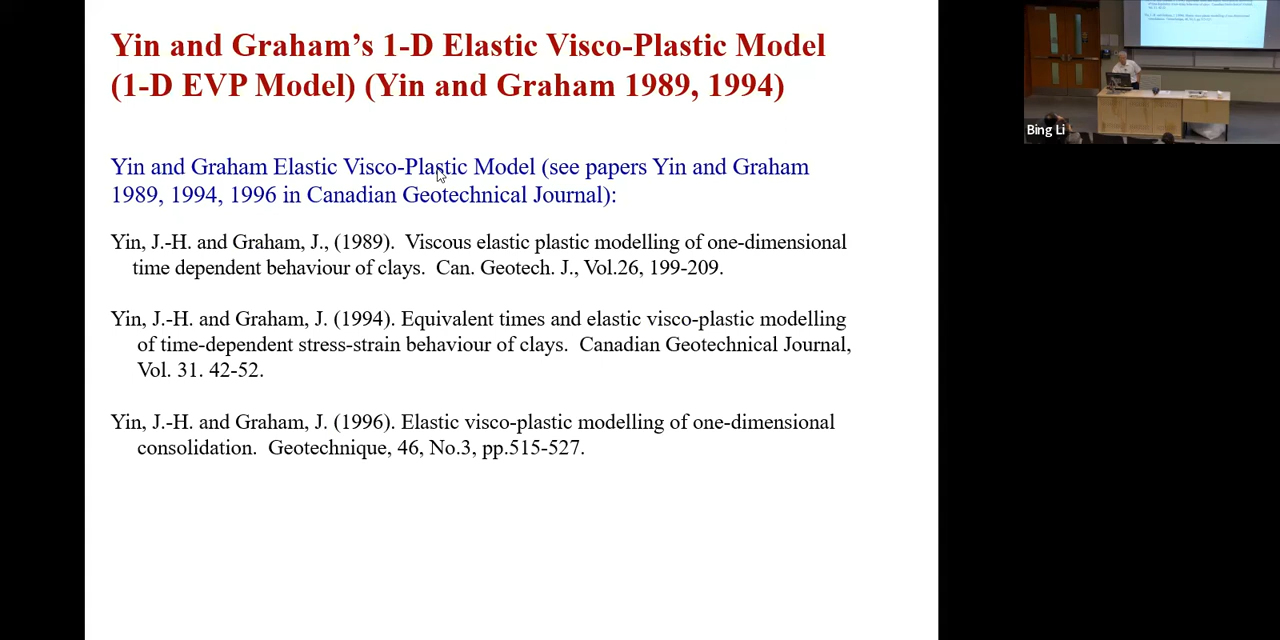 Yin and Graham's 1-D Elastic Visco-Plastic Model
(1-D EVP Model) (Yin and Graham 1989, 1994)
Yin and Graham Elastic Visco-Plastic Model (see papers Yin and Graham
1989, 1994, 1996 in Canadian Geotechnical Journal):
Yin, J.-H. and Graham, J., (1989). Viscous elastic plastic modelling of one-dimensional
time dependent behaviour of clays. Can. Geotech. J., Vol.26, 199-209.
Yin, J.-H. and Graham, J. (1994). Equivalent times and elastic visco-plastic modelling
of time-dependent stress-strain behaviour of clays. Canadian Geotechnical Journal,
Vol. 31. 42-52.
Yin, J.-H. and Graham, J. (1996). Elastic visco-plastic modelling of one-dimensional
consolidation. Geotechnique, 46, No.3, pp.515-527.
Bing Li